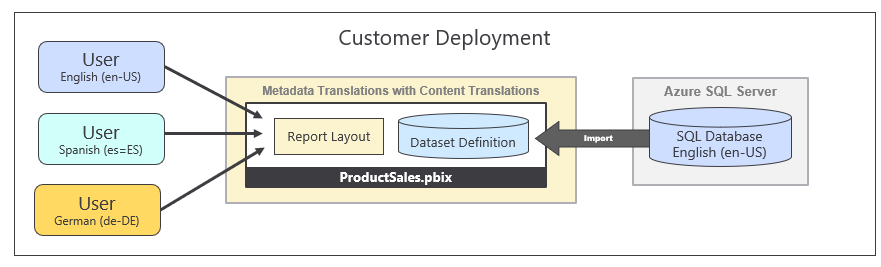 Customer Deployment
User
English (en-US)
User
Spanish (es=ES)
User
German (de-DE)
Metadata Translations with Content Translations
Report Layout
Dataset Definition
ProductSales.pbix
Import
Azure SQL Server
SQL Database
English (en-US)